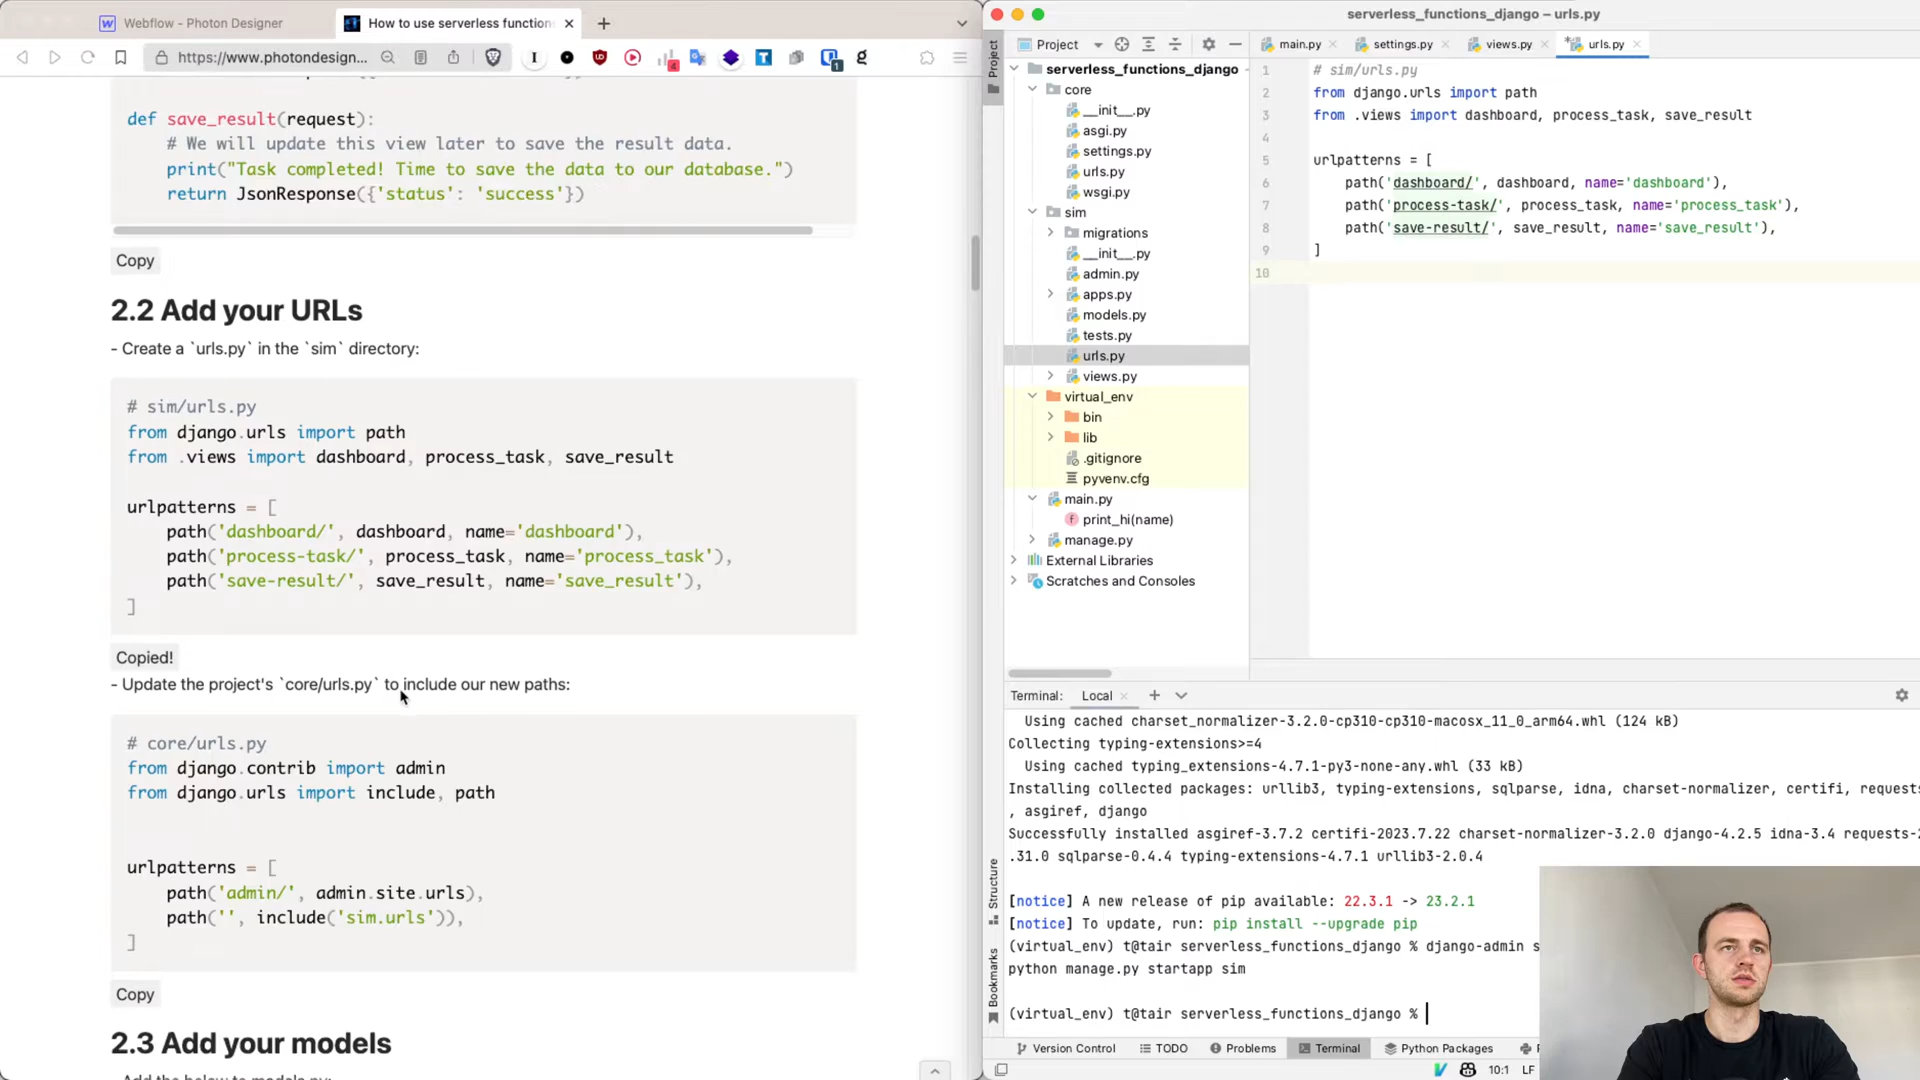 Webflow - Photon Designer
How to use serverless function
https://www.photondesign...
def save_result(request):
# We will update this view later to save the result data.
print("Task completed! Time to save the data to our database.")
return JsonResponse({'status': 'success'})
Copy
2.2 Add your URLs
- Create a `urls.py` in the `sim` directory:
# sim/urls.py
from django.urls import path
from .views import dashboard, process_task, save_result
urlpatterns = [
path('dashboard/', dashboard, name='dashboard'),
path('process-task/', process_task, name='process_task'),
path('save-result/', save_result, name='save_result'),
]
Copied!
- Update the project's `core/urls.py` to include our new paths:
# core/urls.py
from django.contrib import admin
from django.urls import include, path
urlpatterns = [
path('admin/', admin.site.urls),
path('', include('sim.urls')),
]
Copy
2.3 Add your models
- Add the below to models.py:
serverless_functions_django – urls.py
Project
main.py
settings.py
views.py
urls.py
Project
serverless_functions_django
core
__init__.py
asgi.py
settings.py
urls.py
wsgi.py
sim
migrations
__init__.py
admin.py
apps.py
models.py
tests.py
urls.py
views.py
virtual_env
bin
lib
.gitignore
pyvenv.cfg
main.py
print_hi(name)
manage.py
External Libraries
Scratches and Consoles
1 # sim/urls.py
2 from django.urls import path
3 from .views import dashboard, process_task, save_result
4
5 urlpatterns = [
6 path('dashboard/', dashboard, name='dashboard'),
7 path('process-task/', process_task, name='process_task'),
8 path('save-result/', save_result, name='save_result'),
9 ]
10
Terminal: Local
Using cached charset_normalizer-3.2.0-cp310-cp310-macosx_11_0_arm64.whl (124 kB)
Collecting typing-extensions>=4
Using cached typing_extensions-4.7.1-py3-none-any.whl (33 kB)
Installing collected packages: urllib3, typing-extensions, sqlparse, idna, charset-normalizer, certifi, requests
, asgiref, django
Successfully installed asgiref-3.7.2 certifi-2023.7.22 charset-normalizer-3.2.0 django-4.2.5 idna-3.4 requests-2
.31.0 sqlparse-0.4.4 typing-extensions-4.7.1 urllib3-2.0.4
[notice] A new release of pip available: 22.3.1 -> 23.2.1
[notice] To update, run: pip install --upgrade pip
(virtual_env) t@tair serverless_functions_django % django-admin s
python manage.py startapp sim
(virtual_env) t@tair serverless_functions_django %
Structure
Bookmarks
Version Control
TODO
Problems
Terminal
Python Packages
10:1 LF